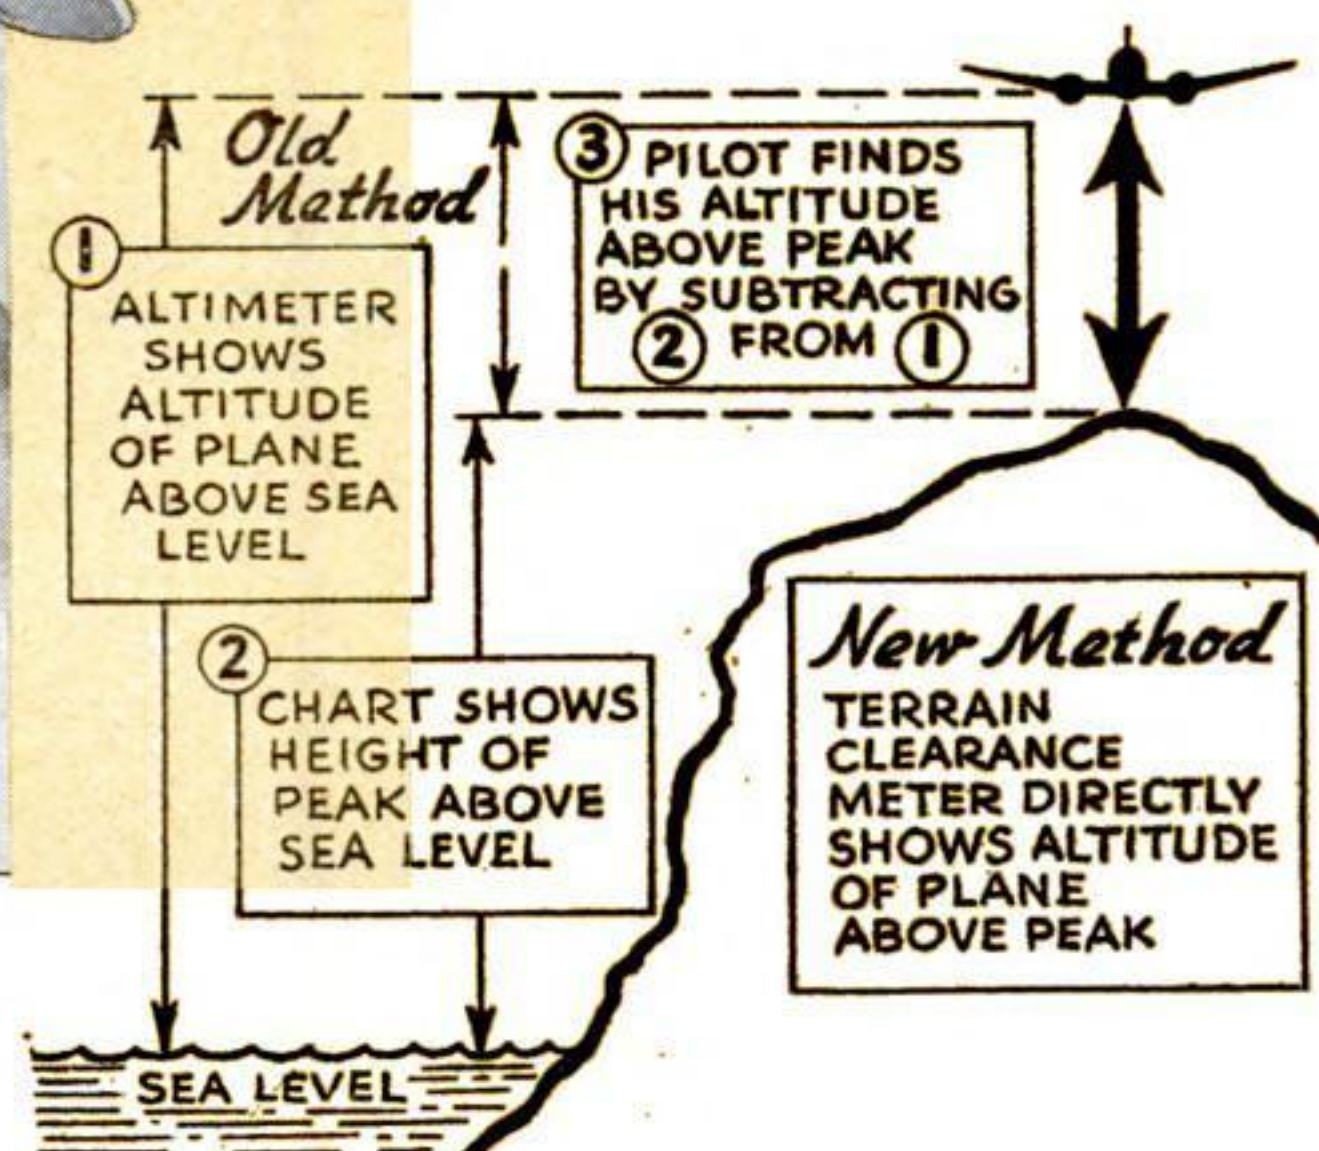 Old
Method
1
ALTIMETER
SHOWS
ALTITUDE
OF PLANE
ABOVE SEA
LEVEL
2
CHART SHOWS
HEIGHT OF
PEAK ABOVE
SEA LEVEL
3 PILOT FINDS
HIS ALTITUDE
ABOVE PEAK
BY SUBTRACTING
2 FROM 1
New Method
TERRAIN
CLEARANCE
METER DIRECTLY
SHOWS ALTITUDE
OF PLANE
ABOVE PEAK
SEA LEVEL